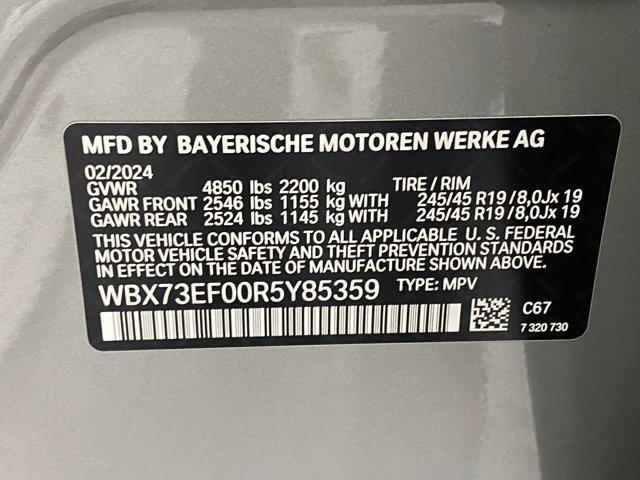 MFD BY BAYERISCHE MOTOREN WERKE AG
02/2024
GVWR 4850 lbs 2200 kg TIRE / RIM
GAWR FRONT 2546 lbs 1155 kg WITH 245/45 R19 / 8,0Jx 19
GAWR REAR 2524 lbs 1145 kg WITH 245/45 R19 / 8,0Jx 19
THIS VEHICLE CONFORMS TO ALL APPLICABLE U. S. FEDERAL
MOTOR VEHICLE SAFETY AND THEFT PREVENTION STANDARDS
IN EFFECT ON THE DATE OF MANUFACTURE SHOWN ABOVE.
WBX73EF00R5Y85359 TYPE: MPV
C67
7 320 730